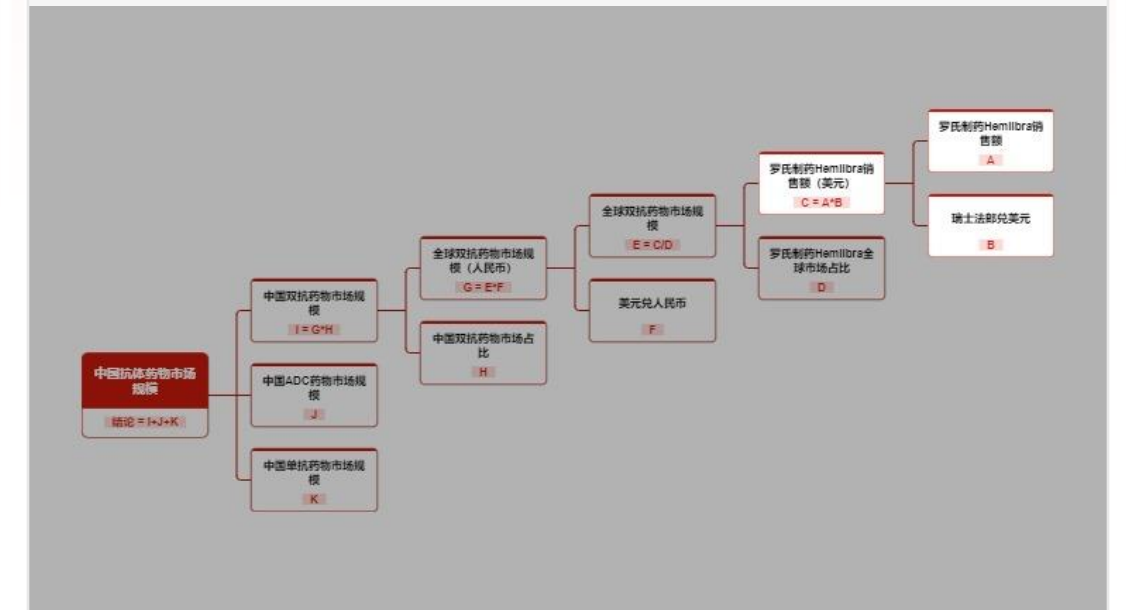 罗氏制药Hemlibra销
售额
A
罗氏制药Hemlibra销
售额（美元）
C = A*B
瑞士法郎兑美元
B
全球双抗药物市场规
模
E = C/D
罗氏制药Hemlibra全
球市场占比
D
全球双抗药物市场规
模（人民币）
G = E*F
美元兑人民币
F
中国双抗药物市场规
模
I = G*H
中国双抗药物市场占
比
H
中国抗体药物市场
规模
结论 = I+J+K
中国ADC药物市场规
模
J
中国单抗药物市场规
模
K